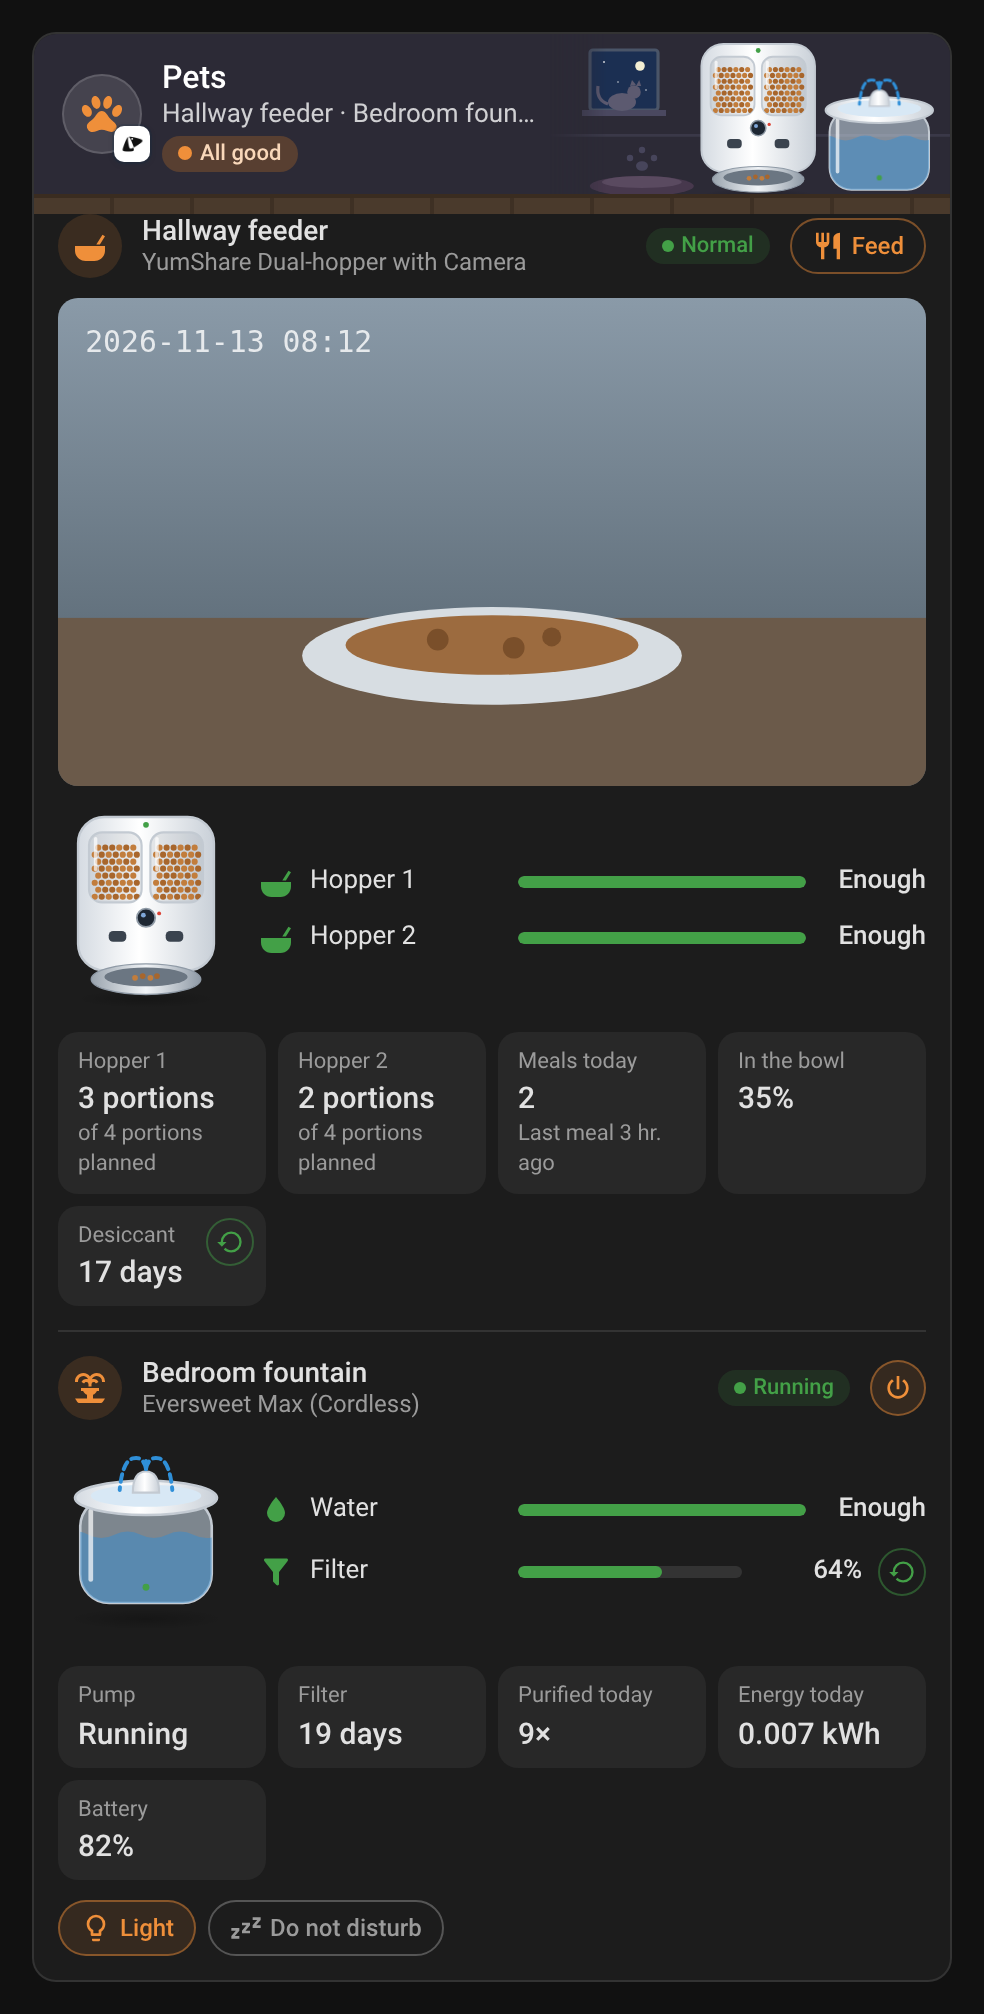 Pets
Hallway feeder · Bedroom foun…
All good
Hallway feeder
YumShare Dual-hopper with Camera
Normal
Feed
2026-11-13 08:12
Hopper 1
Enough
Hopper 2
Enough
Hopper 1
3 portions
of 4 portions
planned
Hopper 2
2 portions
of 4 portions
planned
Meals today
2
Last meal 3 hr.
ago
In the bowl
35%
Desiccant
17 days
Bedroom fountain
Eversweet Max (Cordless)
Running
Water
Enough
Filter
64%
Pump
Running
Filter
19 days
Purified today
9×
Energy today
0.007 kWh
Battery
82%
Light
zzz Do not disturb